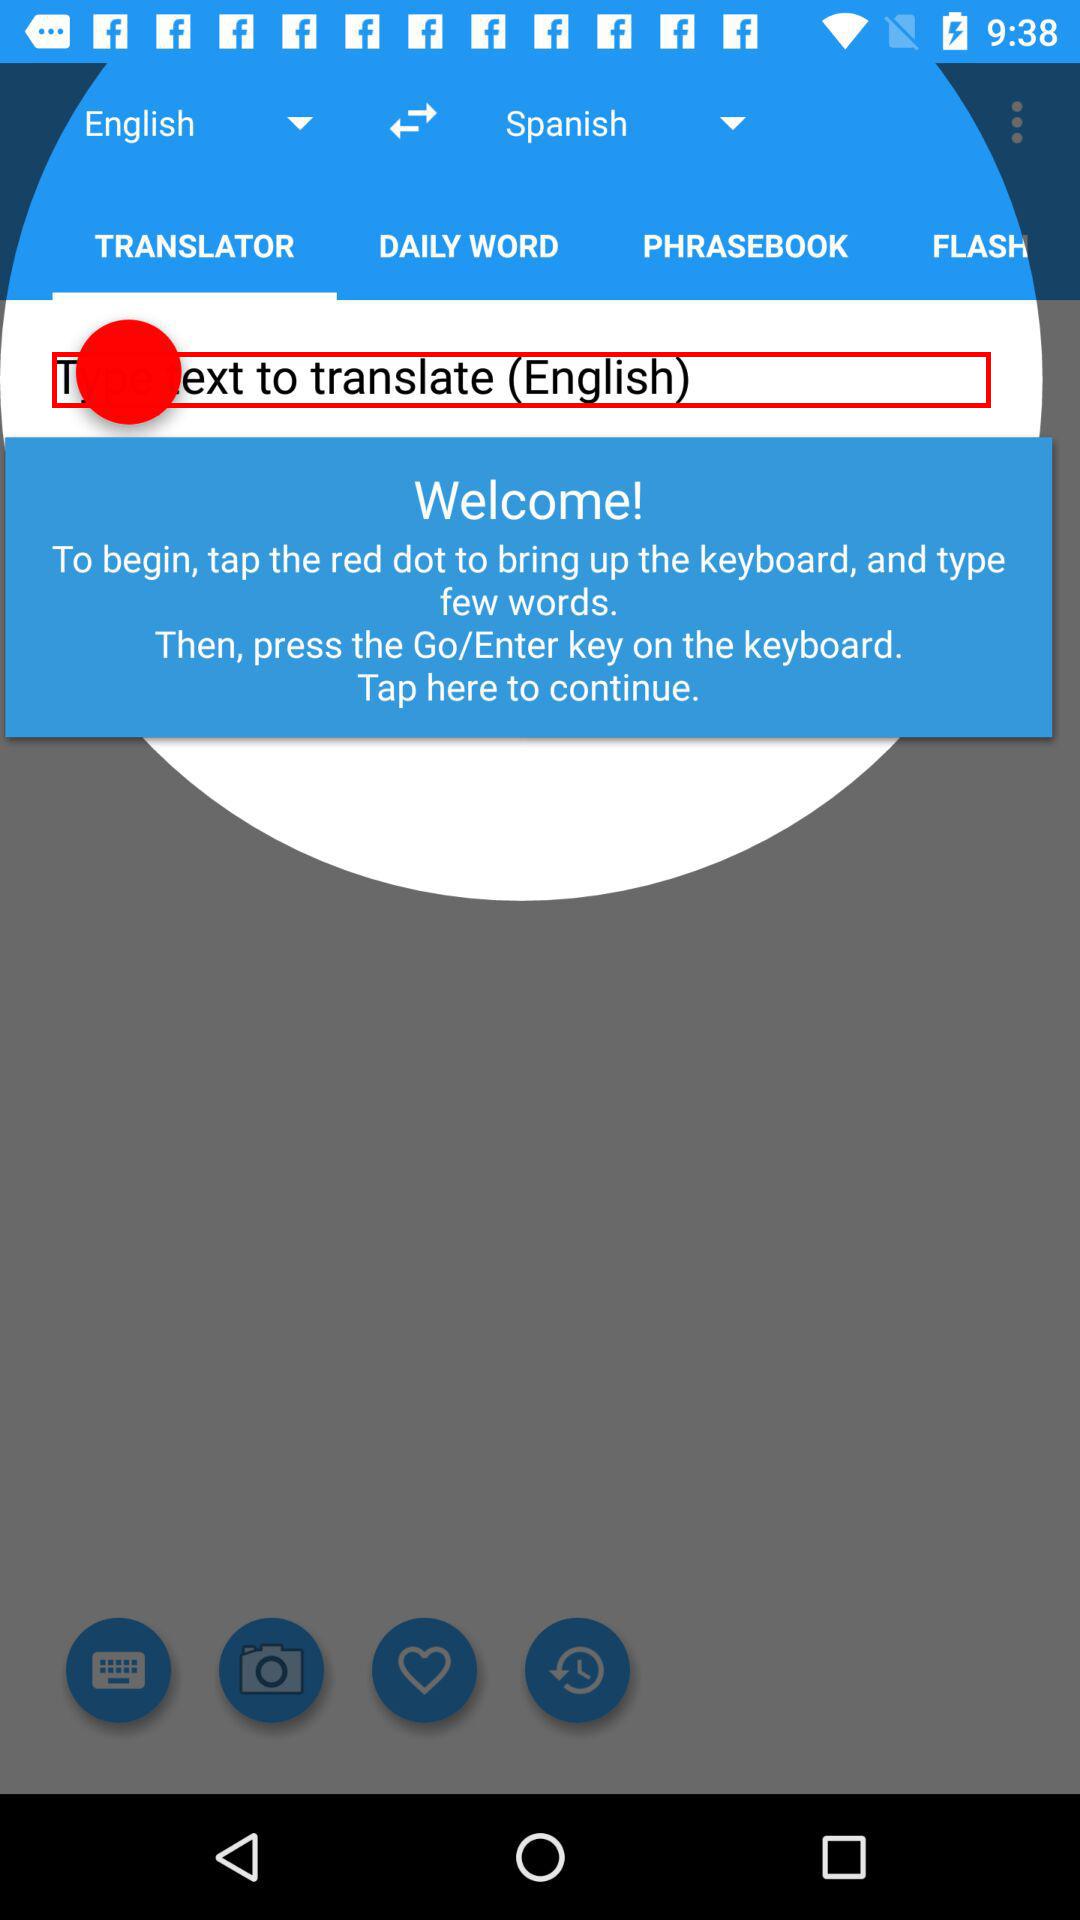 9:38
English Spanish
TRANSLATOR DAILY WORD PHRASEBOOK FLASH
Type text to translate (English)
Welcome!
To begin, tap the red dot to bring up the keyboard, and type
few words.
Then, press the Go/Enter key on the keyboard.
Tap here to continue.